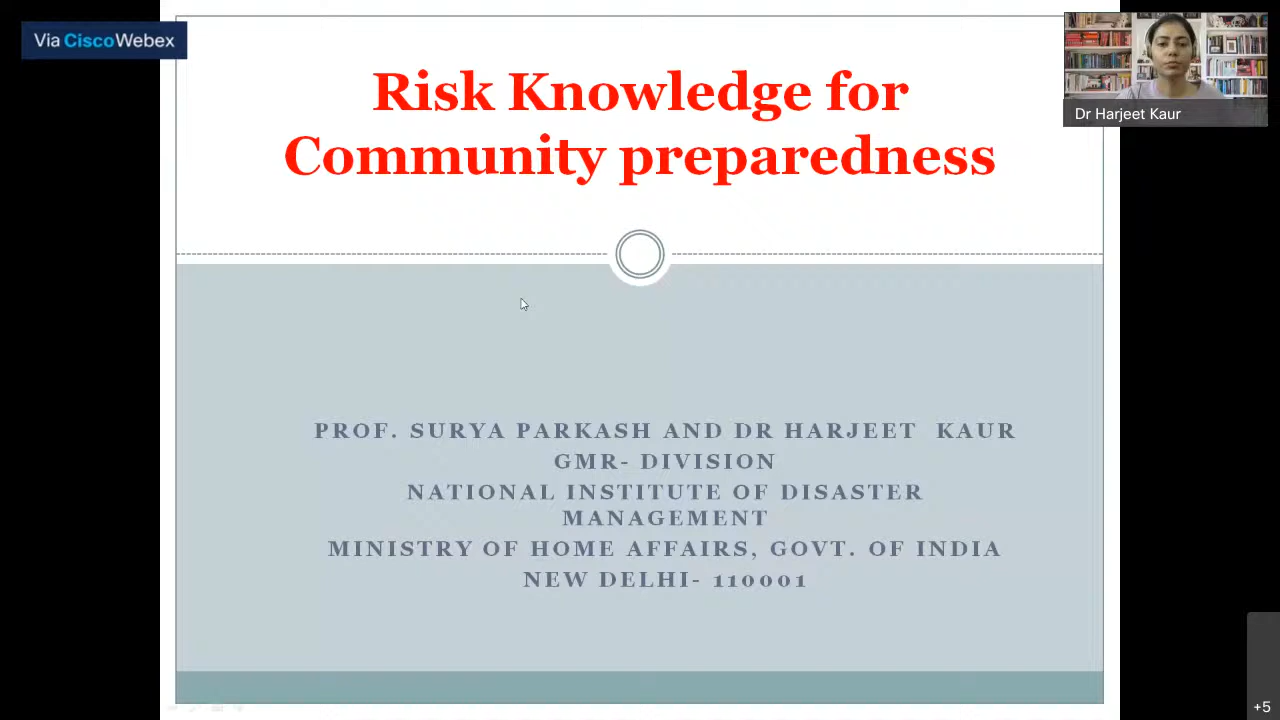 Via CiscoWebex
Risk Knowledge for
Community preparedness
Dr Harjeet Kaur
PROF. SURYA PARKASH AND DR HARJEET KAUR
GMR- DIVISION
NATIONAL INSTITUTE OF DISASTER
MANAGEMENT
MINISTRY OF HOME AFFAIRS, GOVT. OF INDIA
NEW DELHI- 110001
+5